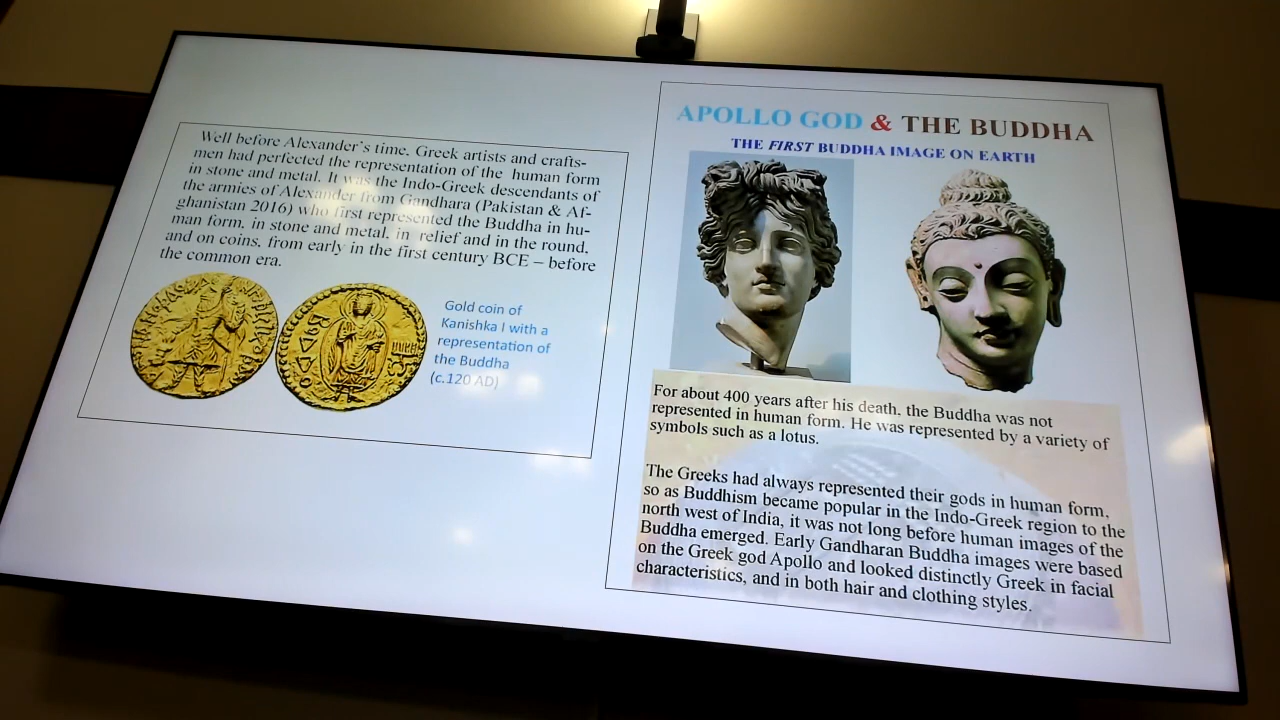 Well before Alexander's time, Greek artists and crafts-
men had perfected the representation of the human form
in stone and metal. It was the Indo-Greek descendants of
the armies of Alexander from Gandhara (Pakistan & Af-
ghanistan 2016) who first represented the Buddha in hu-
man form, in stone and metal, in relief and in the round,
and on coins, from early in the first century BCE – before
the common era.
Gold coin of
Kanishka I with a
representation of
the Buddha
(c.120 AD)
APOLLO GOD & THE BUDDHA
THE FIRST BUDDHA IMAGE ON EARTH
For about 400 years after his death, the Buddha was not
represented in human form. He was represented by a variety of
symbols such as a lotus.
The Greeks had always represented their gods in human form,
so as Buddhism became popular in the Indo-Greek region to the
north west of India, it was not long before human images of the
Buddha emerged. Early Gandharan Buddha images were based
on the Greek god Apollo and looked distinctly Greek in facial
characteristics, and in both hair and clothing styles.